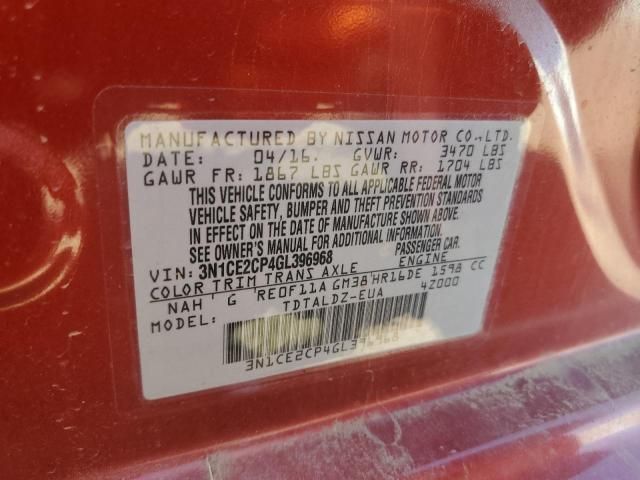 MANUFACTURED BY NISSAN MOTOR CO.,LTD.
DATE: 04/16. GVWR: 3470 LBS
GAWR FR: 1867 LBS GAWR RR: 1704 LBS
THIS VEHICLE CONFORMS TO ALL APPLICABLE FEDERAL MOTOR
VEHICLE SAFETY, BUMPER AND THEFT PREVENTION STANDARDS
IN EFFECT ON THE DATE OF MANUFACTURE SHOWN ABOVE.
SEE OWNER'S MANUAL FOR ADDITIONAL INFORMATION.
VIN: 3N1CE2CP4GL396968 PASSENGER CAR.
COLOR TRIM TRANS AXLE ENGINE
NAH G RE0F11A GM38 HR16DE 1598 CC
MODEL: TDTALDZ-EUA 4Z000
3N1CE2CP4GL396968